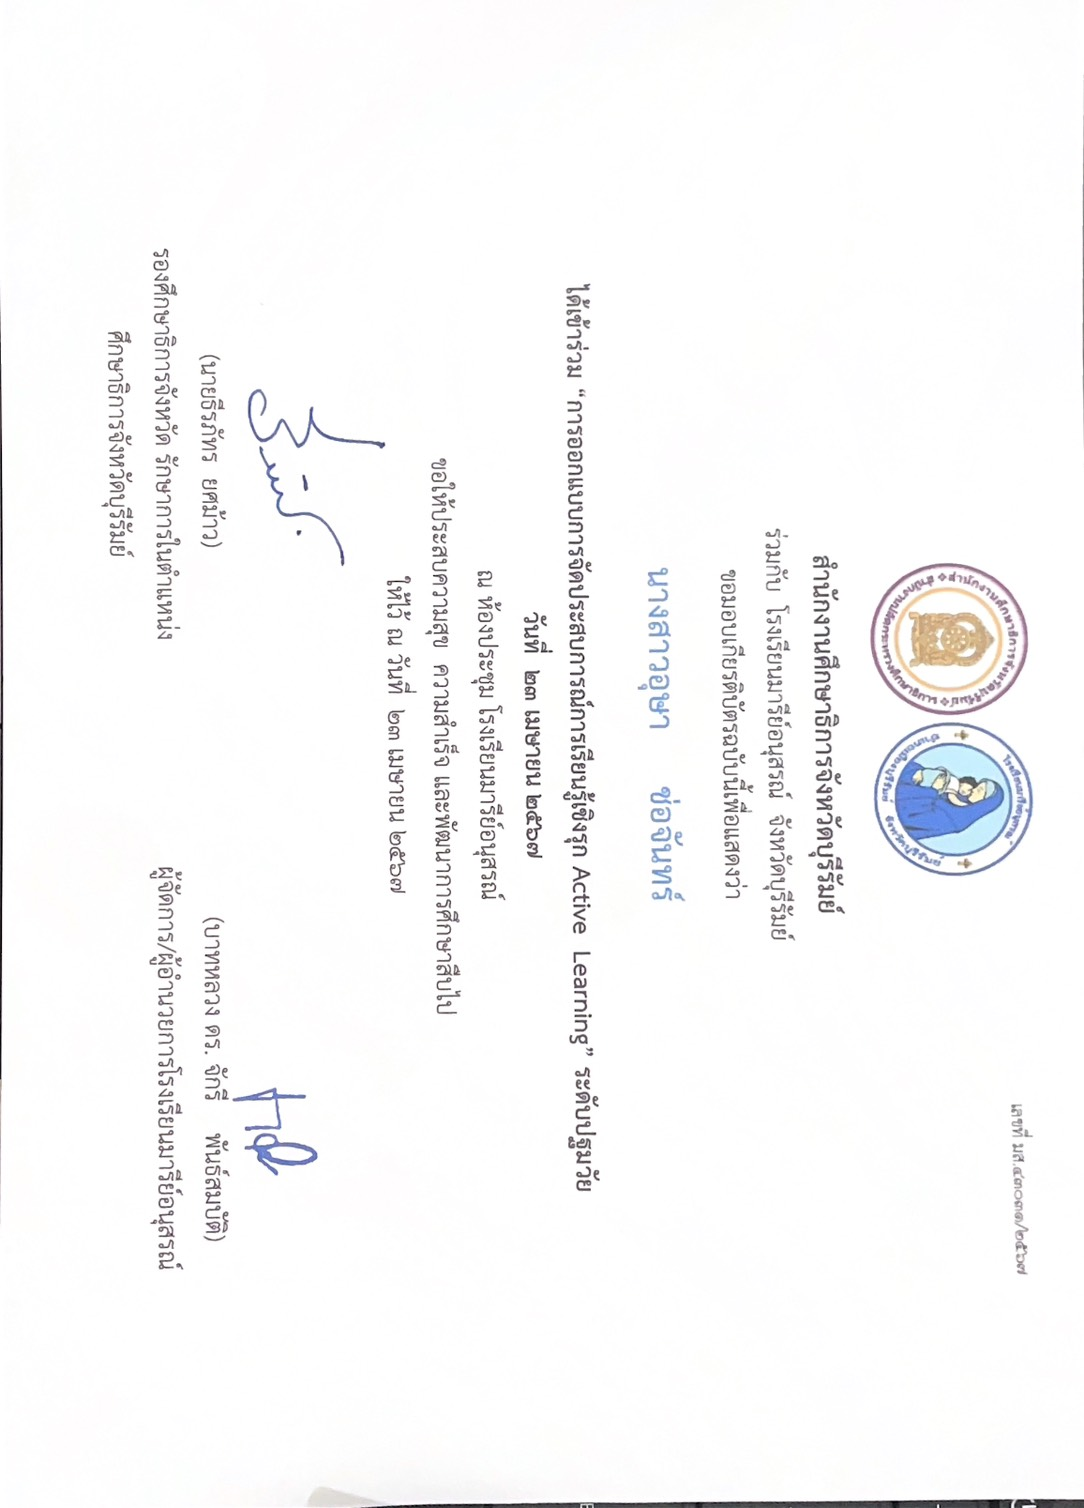 เลขที่ มส.๔๓๐๓๑/๒๕๖๗
สำนักงานศึกษาธิการจังหวัดบุรีรัมย์
ร่วมกับ โรงเรียนมารีย์อนุสรณ์ จังหวัดบุรีรัมย์
ขอมอบเกียรติบัตรฉบับนี้เพื่อแสดงว่า
นางสาวอุษา ช่อจันทร์
ได้เข้าร่วม “การออกแบบการจัดประสบการณ์การเรียนรู้เชิงรุก Active Learning” ระดับปฐมวัย
วันที่ ๒๓ เมษายน ๒๕๖๗
ณ ห้องประชุม โรงเรียนมารีย์อนุสรณ์
ขอให้ประสบความสุข ความสำเร็จ และพัฒนาการศึกษาสืบไป
ให้ไว้ ณ วันที่ ๒๓ เมษายน ๒๕๖๗
(นายธีรภัทร ยศม้าว)
รองศึกษาธิการจังหวัด รักษาการในตำแหน่ง
ศึกษาธิการจังหวัดบุรีรัมย์
(บาทหลวง ดร. จักรี พันธ์สมบัติ)
ผู้จัดการ/ผู้อำนวยการโรงเรียนมารีย์อนุสรณ์